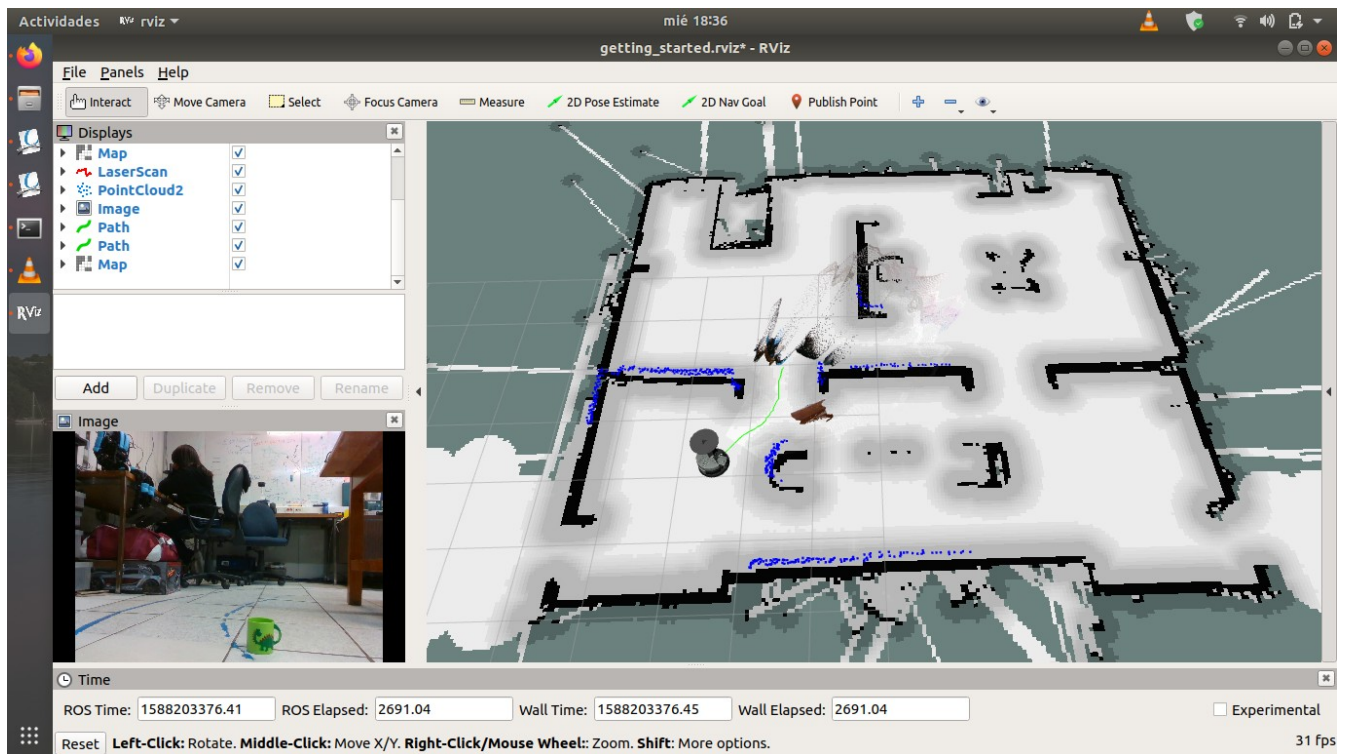 Actividades RViz rviz mié 18:36
getting_started.rviz* - RViz
File Panels Help
Interact Move Camera Select Focus Camera Measure 2D Pose Estimate 2D Nav Goal Publish Point
Displays
Map
LaserScan
PointCloud2
Image
Path
Path
Map
RViz
Add Duplicate Remove Rename
Image
Time
ROS Time: 1588203376.41 ROS Elapsed: 2691.04 Wall Time: 1588203376.45 Wall Elapsed: 2691.04 Experimental
Reset Left-Click: Rotate. Middle-Click: Move X/Y. Right-Click/Mouse Wheel:: Zoom. Shift: More options. 31 fps